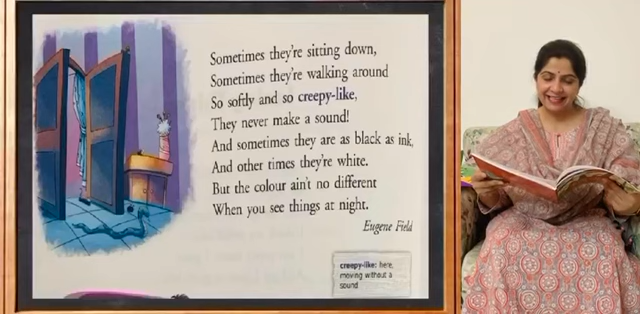 Sometimes they're sitting down,
Sometimes they're walking around
So softly and so creepy-like,
They never make a sound!
And sometimes they are as black as ink,
And other times they're white.
But the colour ain't no different
When you see things at night.
Eugene Field
creepy-like: here,
moving without a
sound